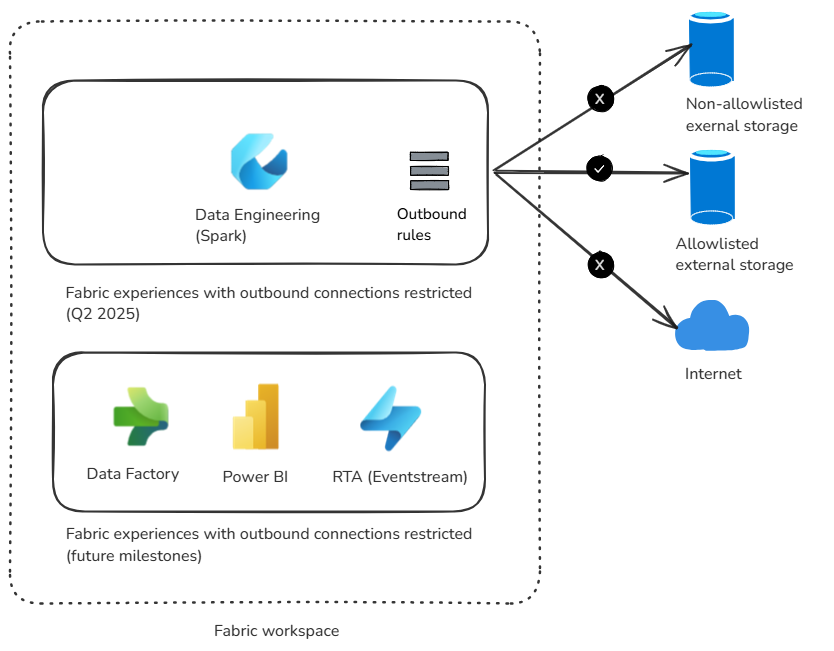 Data Engineering
(Spark)
Outbound
rules
Fabric experiences with outbound connections restricted
(Q2 2025)
Data Factory
Power BI
RTA (Eventstream)
Fabric experiences with outbound connections restricted
(future milestones)
Fabric workspace
X
X
Non-allowlisted
exernal storage
Allowlisted
external storage
Internet